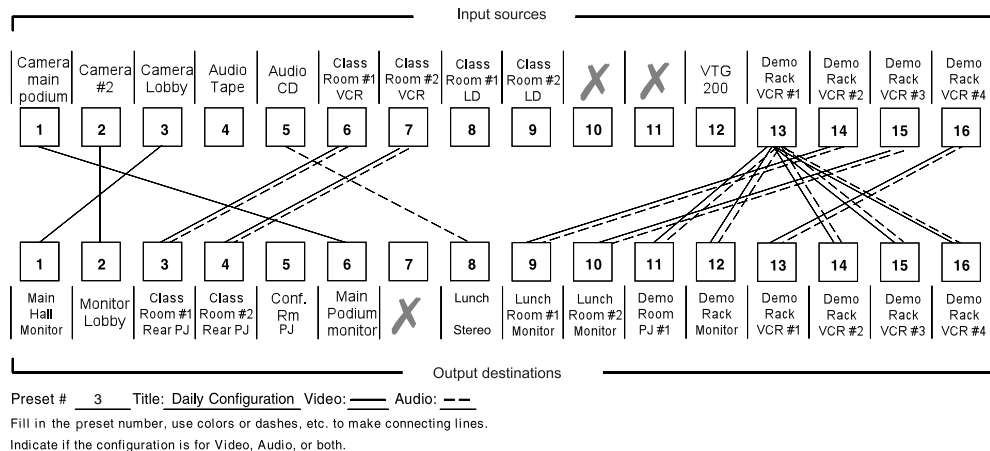 Input sources
Camera main podium
Camera #2
Camera Lobby
Audio Tape
Audio CD
Class Room #1 VCR
Class Room #2 VCR
Class Room #1 LD
Class Room #2 LD
VTG 200
Demo Rack VCR #1
Demo Rack VCR #2
Demo Rack VCR #3
Demo Rack VCR #4
1 2 3 4 5 6 7 8 9 10 11 12 13 14 15 16
1 2 3 4 5 6 7 8 9 10 11 12 13 14 15 16
Main Hall Monitor
Monitor Lobby
Class Room #1 Rear PJ
Class Room #2 Rear PJ
Conf. Rm PJ
Main Podium monitor
Lunch Stereo
Lunch Room #1 Monitor
Lunch Room #2 Monitor
Demo Room PJ #1
Demo Rack Monitor
Demo Rack VCR #1
Demo Rack VCR #2
Demo Rack VCR #3
Demo Rack VCR #4
Output destinations
Preset # 3 Title: Daily Configuration Video: Audio:
Fill in the preset number, use colors or dashes, etc. to make connecting lines.
Indicate if the configuration is for Video, Audio, or both.